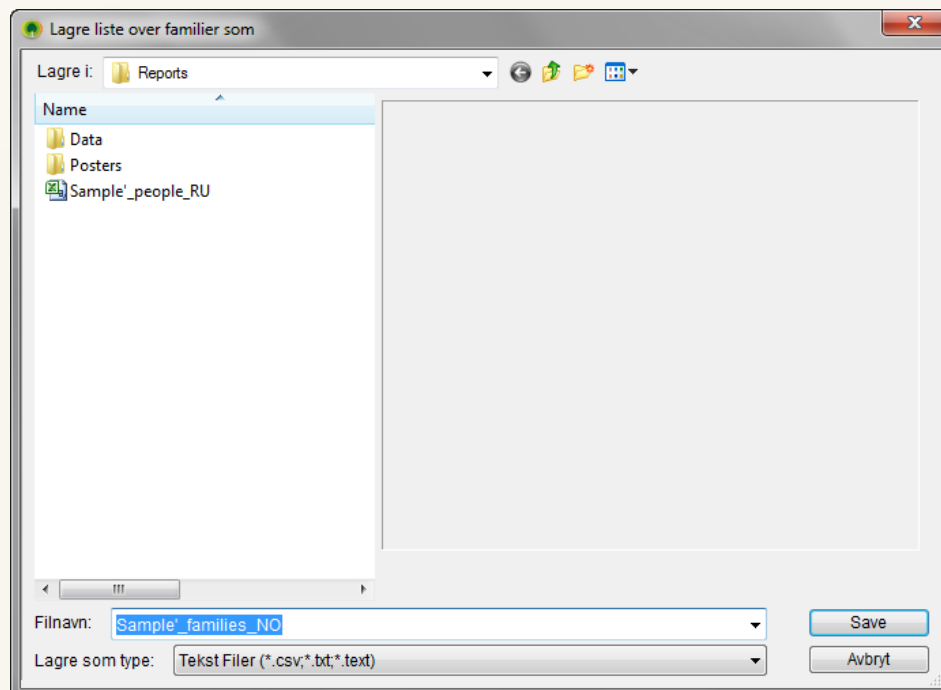 Lagre liste over familier som
Lagre i: Reports
Name
Data
Posters
Sample'_people_RU
Filnavn: Sample'_families_NO Save
Lagre som type: Tekst Filer (*.csv;*.txt;*.text) Avbryt